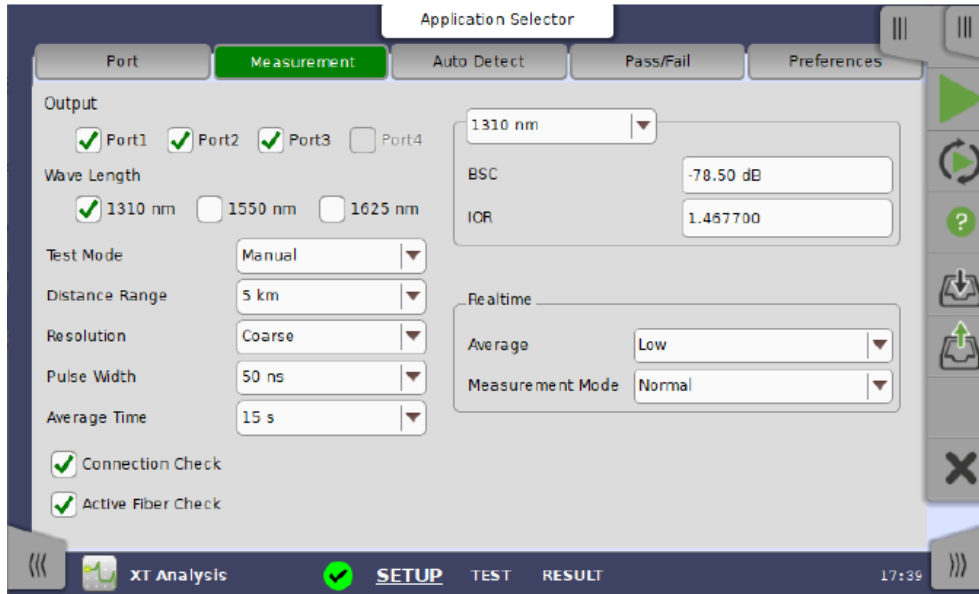 Application Selector
Port Measurement Auto Detect Pass/Fail Preferences
Output
Port1 Port2 Port3 Port4
Wave Length
1310 nm 1550 nm 1625 nm
Test Mode Manual
Distance Range 5 km
Resolution Coarse
Pulse Width 50 ns
Average Time 15 s
Connection Check
Active Fiber Check
1310 nm
BSC -78.50 dB
IOR 1.467700
Realtime
Average Low
Measurement Mode Normal
XT Analysis SETUP TEST RESULT 17:39